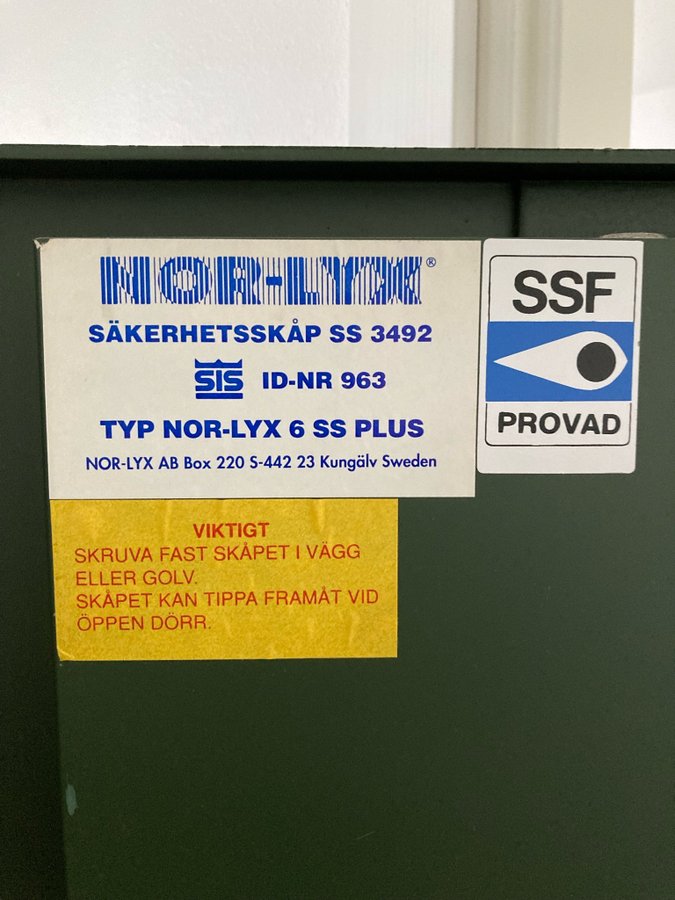 NOR-LYX®
SÄKERHETSSKÅP SS 3492
SIS ID-NR 963
TYP NOR-LYX 6 SS PLUS
NOR-LYX AB Box 220 S-442 23 Kungälv Sweden
SSF
PROVAD
VIKTIGT
SKRUVA FAST SKÅPET I VÄGG
ELLER GOLV.
SKÅPET KAN TIPPA FRAMÅT VID
ÖPPEN DÖRR.